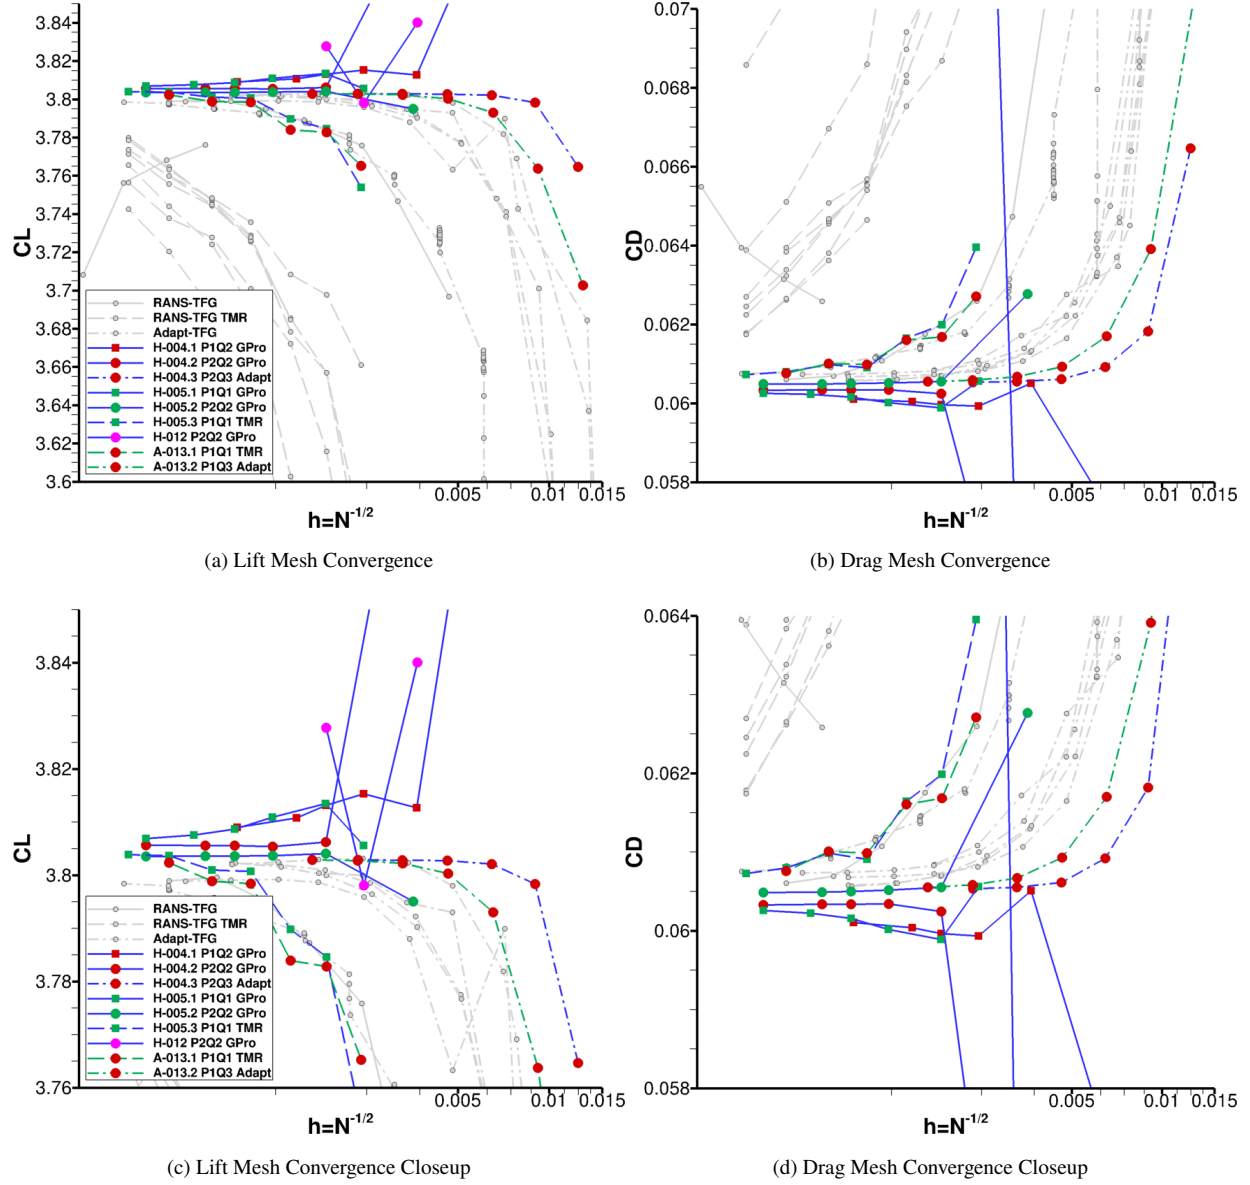 3.84
3.82
3.8
3.78
3.76
3.74
3.72
3.7
3.68
3.66
3.64
3.62
3.6
CL
RANS-TFG
RANS-TFG TMR
Adapt-TFG
H-004.1 P1Q2 GPro
H-004.2 P2Q2 GPro
H-004.3 P2Q3 Adapt
H-005.1 P1Q1 GPro
H-005.2 P2Q2 GPro
H-005.3 P1Q1 TMR
H-012 P2Q2 GPro
A-013.1 P1Q1 TMR
A-013.2 P1Q3 Adapt
0.005 0.01 0.015
h=N-1/2
(a) Lift Mesh Convergence
0.07
0.068
0.066
0.064
0.062
0.06
0.058
CD
0.005 0.01 0.015
h=N-1/2
(b) Drag Mesh Convergence
3.84
3.82
3.8
3.78
3.76
CL
RANS-TFG
RANS-TFG TMR
Adapt-TFG
H-004.1 P1Q2 GPro
H-004.2 P2Q2 GPro
H-004.3 P2Q3 Adapt
H-005.1 P1Q1 GPro
H-005.2 P2Q2 GPro
H-005.3 P1Q1 TMR
H-012 P2Q2 GPro
A-013.1 P1Q1 TMR
A-013.2 P1Q3 Adapt
0.005 0.01 0.015
h=N-1/2
(c) Lift Mesh Convergence Closeup
0.064
0.062
0.06
0.058
CD
0.005 0.01 0.015
h=N-1/2
(d) Drag Mesh Convergence Closeup